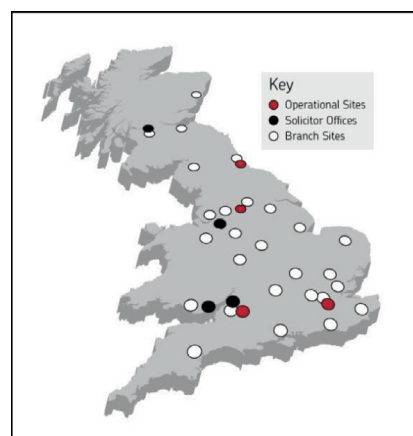 Key
Operational Sites
Solicitor Offices
Branch Sites